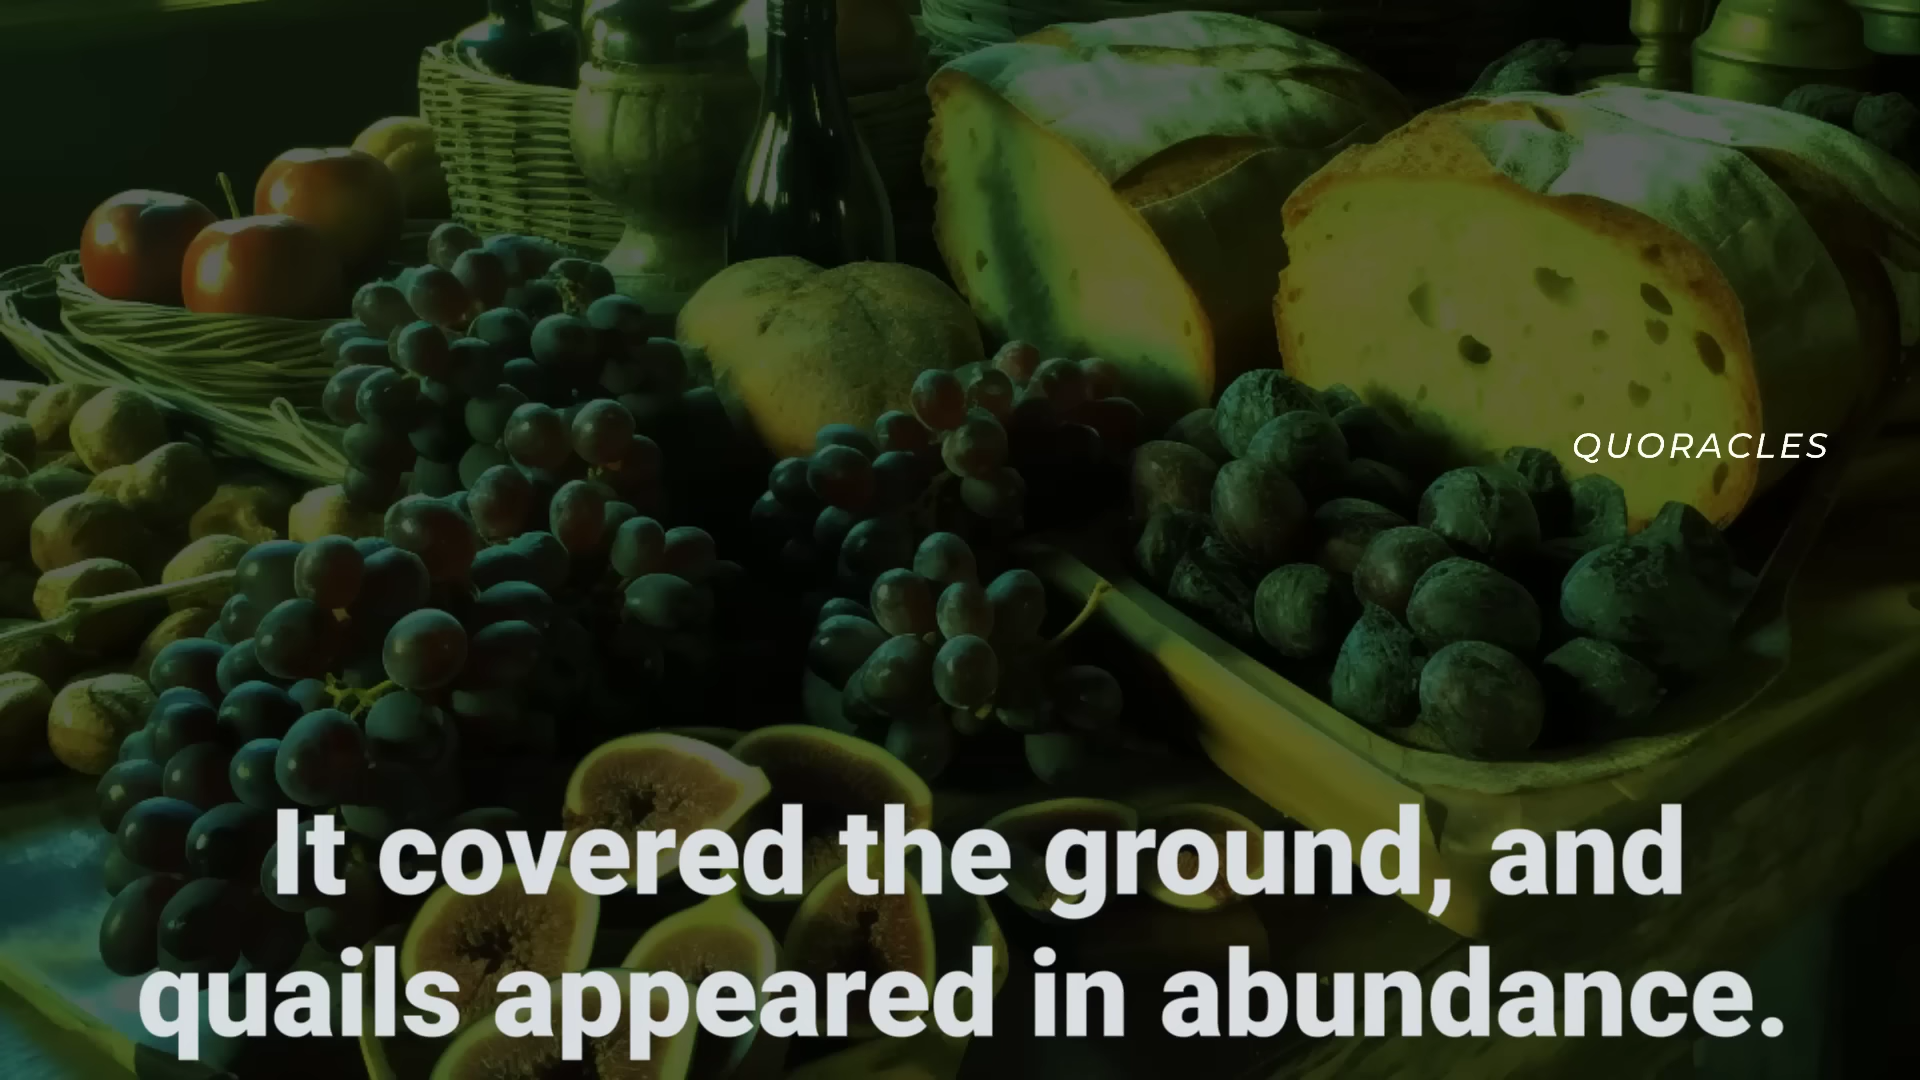 QUORACLES
It covered the ground, and
quails appeared in abundance.